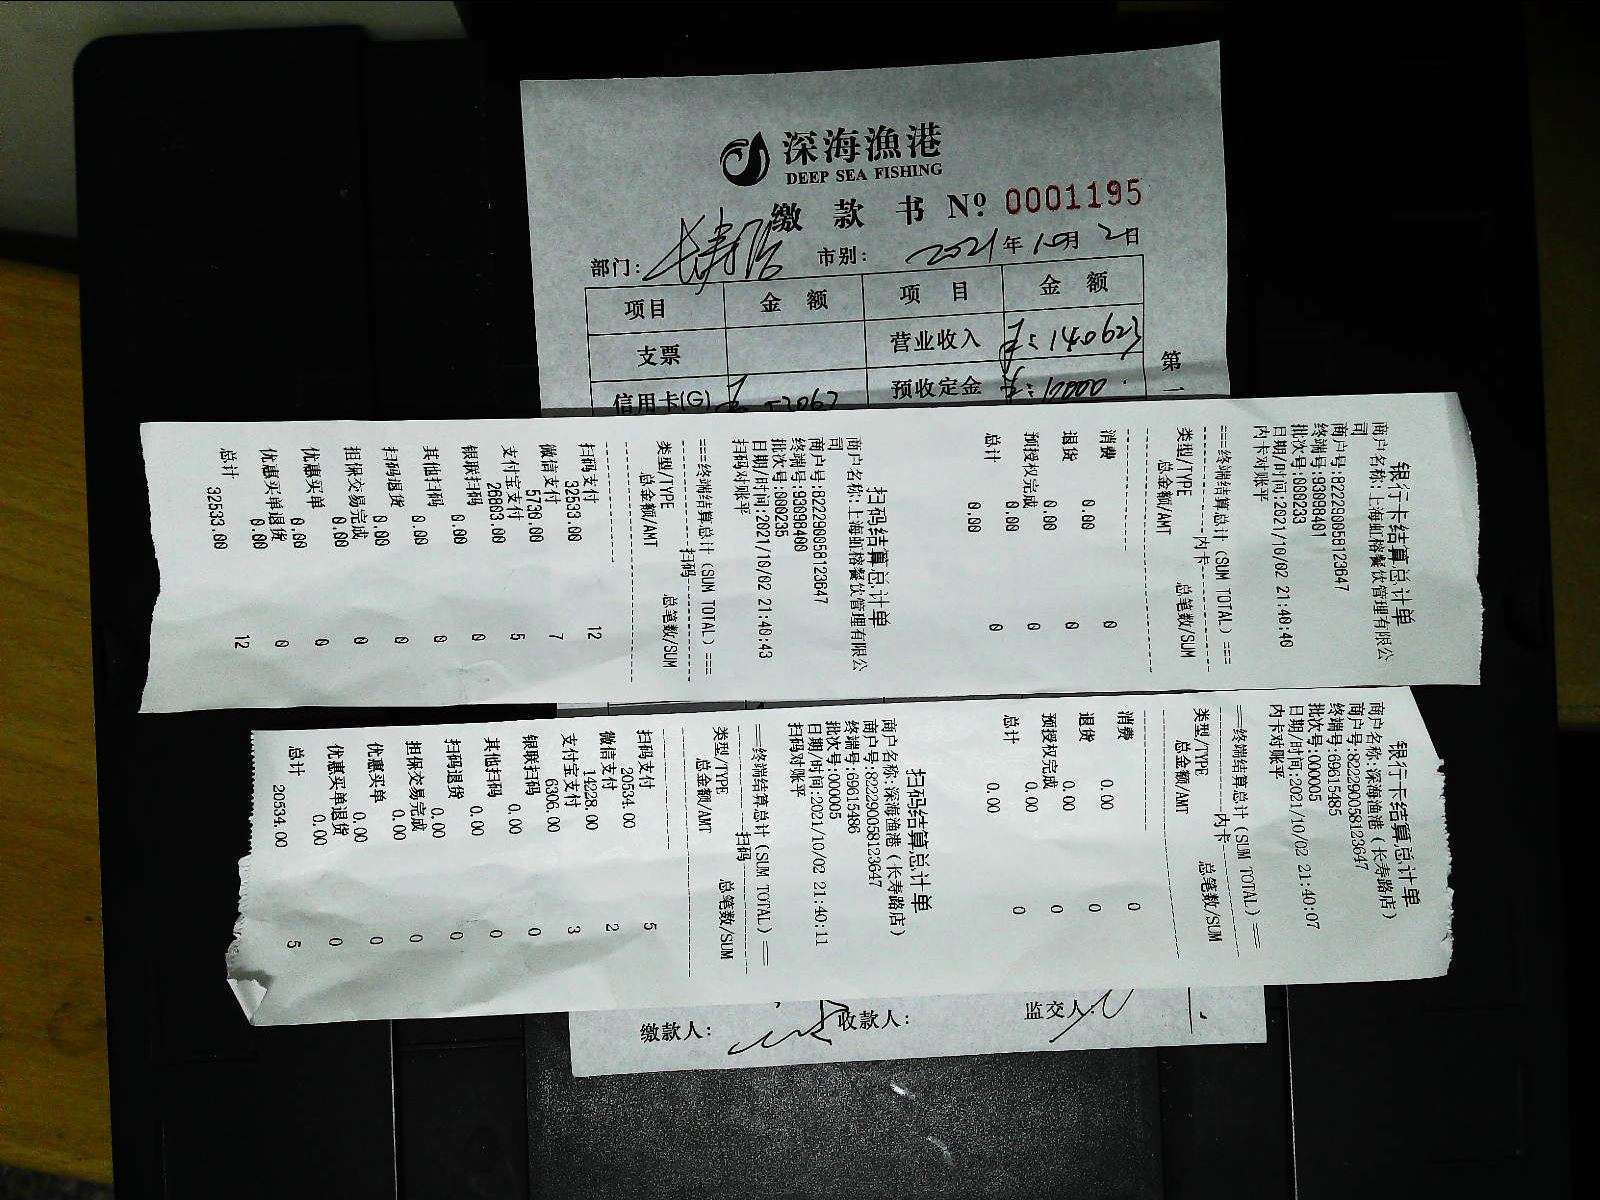 深海漁港
DEEP SEA FISHING
缴款书 No. 0001195
部门: 长寿路 市别: 2021年10月2日
项目 金额 项目 金额
支票 营业收入
信用卡(G) 预收定金
第一
银行卡结算总计单
商户名称:上海虹榕餐饮管理有限公
司
商户号:822290058123647
终端号:93098401
批次号:000233
日期/时间:2021/10/02 21:40:40
内卡对账平
===终端结算总计(SUM TOTAL)===
内卡
类型/TYPE 总笔数/SUM
总金额/AMT
消费 0
0.00
退货 0
0.00
预授权完成 0
0.00
总计 0
0.00
扫码结算总计单
商户名称:上海虹榕餐饮管理有限公
司
商户号:822290058123647
终端号:93098400
批次号:000235
日期/时间:2021/10/02 21:40:43
扫码对账平
===终端结算总计(SUM TOTAL)===
扫码
类型/TYPE 总笔数/SUM
总金额/AMT
扫码支付 12
32533.00
微信支付 7
5730.00
支付宝支付 5
26803.00
银联扫码 0
0.00
其他扫码 0
0.00
扫码退货 0
0.00
担保交易完成 0
0.00
优惠买单 0
0.00
优惠买单退货 0
0.00
总计 12
32533.00
银行卡结算总计单
商户名称:深海渔港(长寿路店)
商户号:822290058123647
终端号:69615485
批次号:000005
日期/时间:2021/10/02 21:40:07
内卡对账平
===终端结算总计(SUM TOTAL)===
内卡
类型/TYPE 总笔数/SUM
总金额/AMT
消费 0
0.00
退货 0
0.00
预授权完成 0
0.00
总计 0
0.00
扫码结算总计单
商户名称:深海渔港(长寿路店)
商户号:822290058123647
终端号:69615486
批次号:000005
日期/时间:2021/10/02 21:40:11
扫码对账平
===终端结算总计(SUM TOTAL)===
扫码
类型/TYPE 总笔数/SUM
总金额/AMT
扫码支付 5
20534.00
微信支付 2
14228.00
支付宝支付 3
6306.00
银联扫码 0
0.00
其他扫码 0
0.00
扫码退货 0
0.00
担保交易完成 0
0.00
优惠买单 0
0.00
优惠买单退货 0
0.00
总计 5
20534.00
缴款人: 收款人: 监交人: